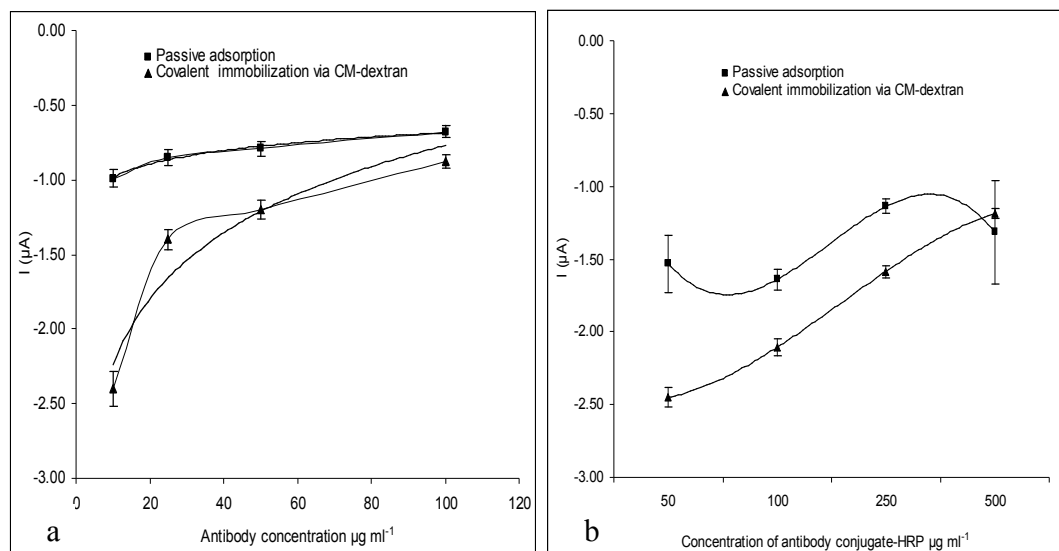 Passive adsorption
Covalent immobilization via CM-dextran
0.00
-0.50
-1.00
-1.50
-2.00
-2.50
-3.00
I (µA)
0
20
40
60
80
100
120
Antibody concentration µg ml⁻¹
a
Passive adsorption
Covalent immobilization via CM-dextran
0.00
-0.50
-1.00
-1.50
-2.00
-2.50
-3.00
I (µA)
50
100
250
500
Concentration of antibody conjugate-HRP µg ml⁻¹
b